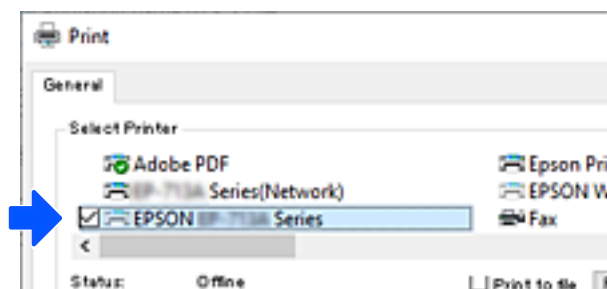 Print
General
Select Printer
Adobe PDF
Epson Pri
Series(Network)
EPSON W
EPSON Series
Fax
Status: Offline
Print to file